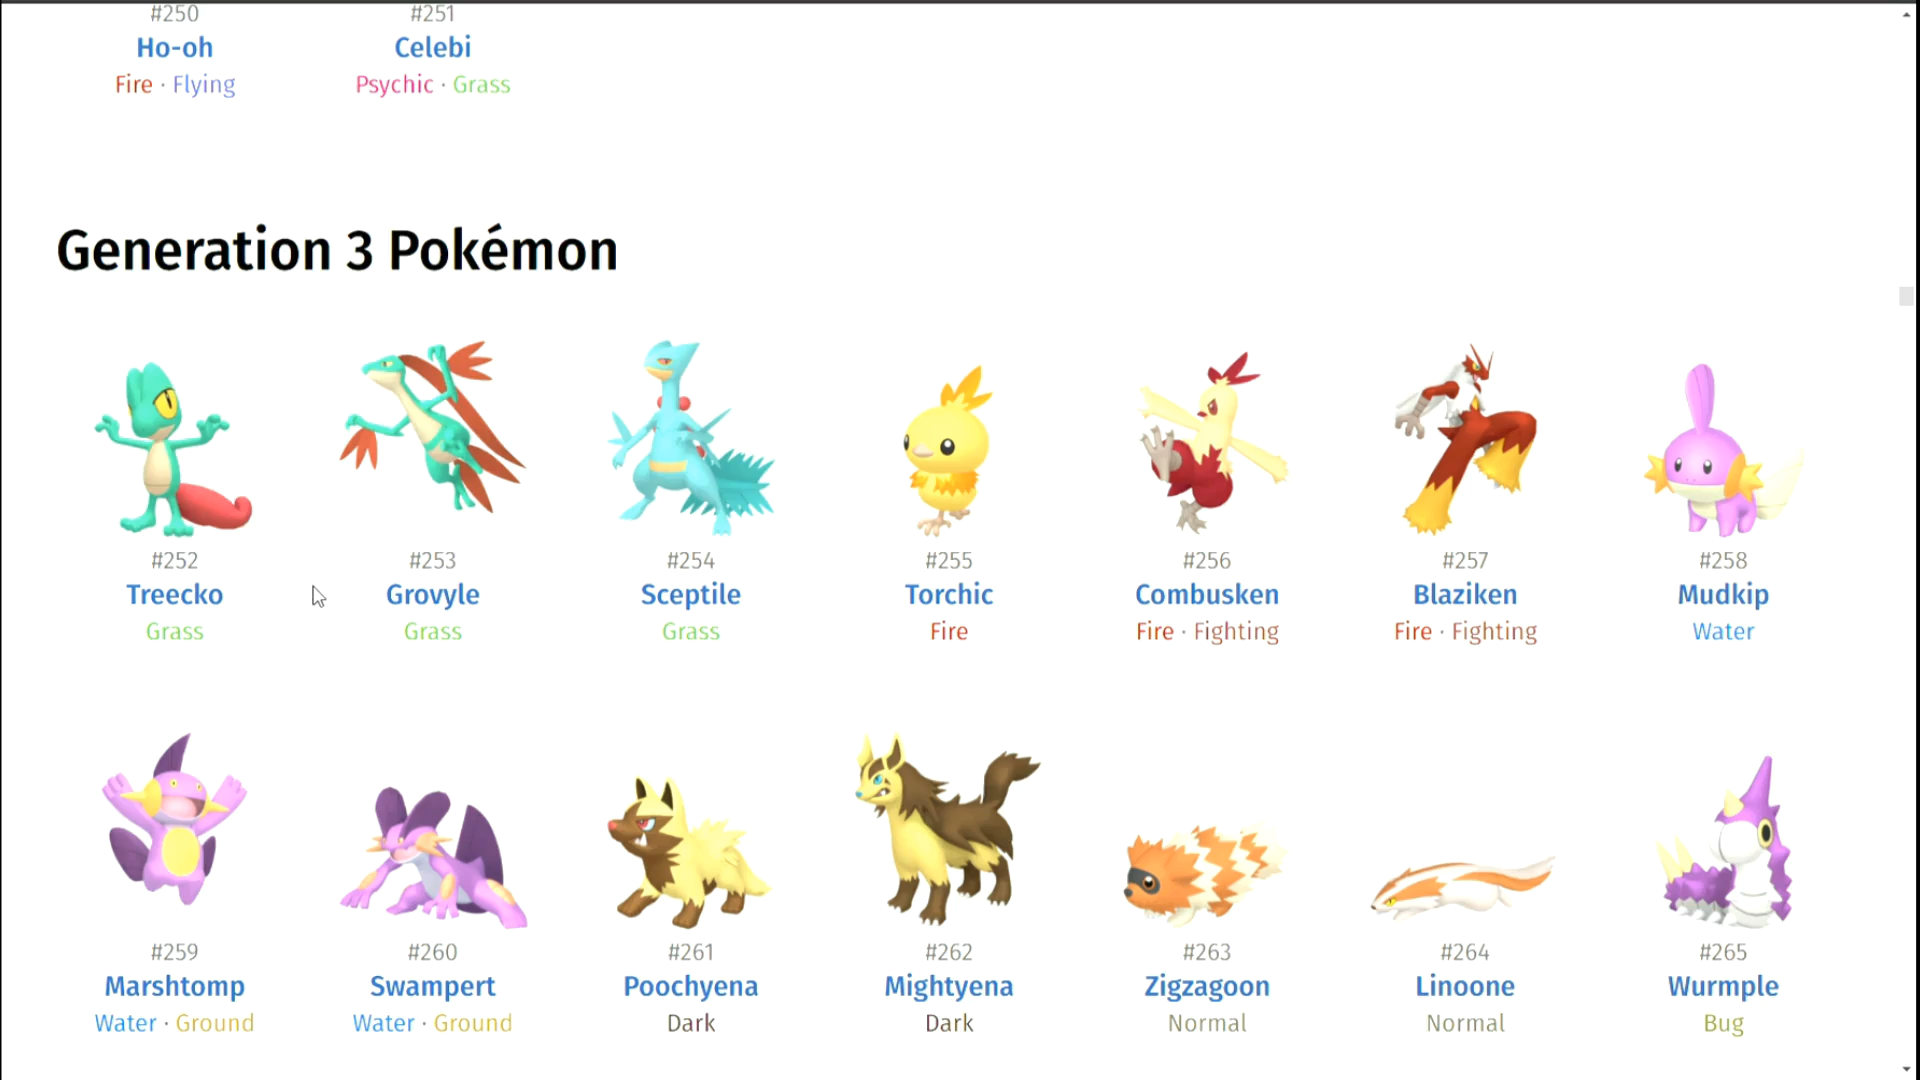 #250 #251
Ho-oh Celebi
Fire · Flying Psychic · Grass
Generation 3 Pokémon
#252 #253 #254 #255 #256 #257 #258
Treecko Grovyle Sceptile Torchic Combusken Blaziken Mudkip
Grass Grass Grass Fire Fire · Fighting Fire · Fighting Water
#259 #260 #261 #262 #263 #264 #265
Marshtomp Swampert Poochyena Mightyena Zigzagoon Linoone Wurmple
Water · Ground Water · Ground Dark Dark Normal Normal Bug